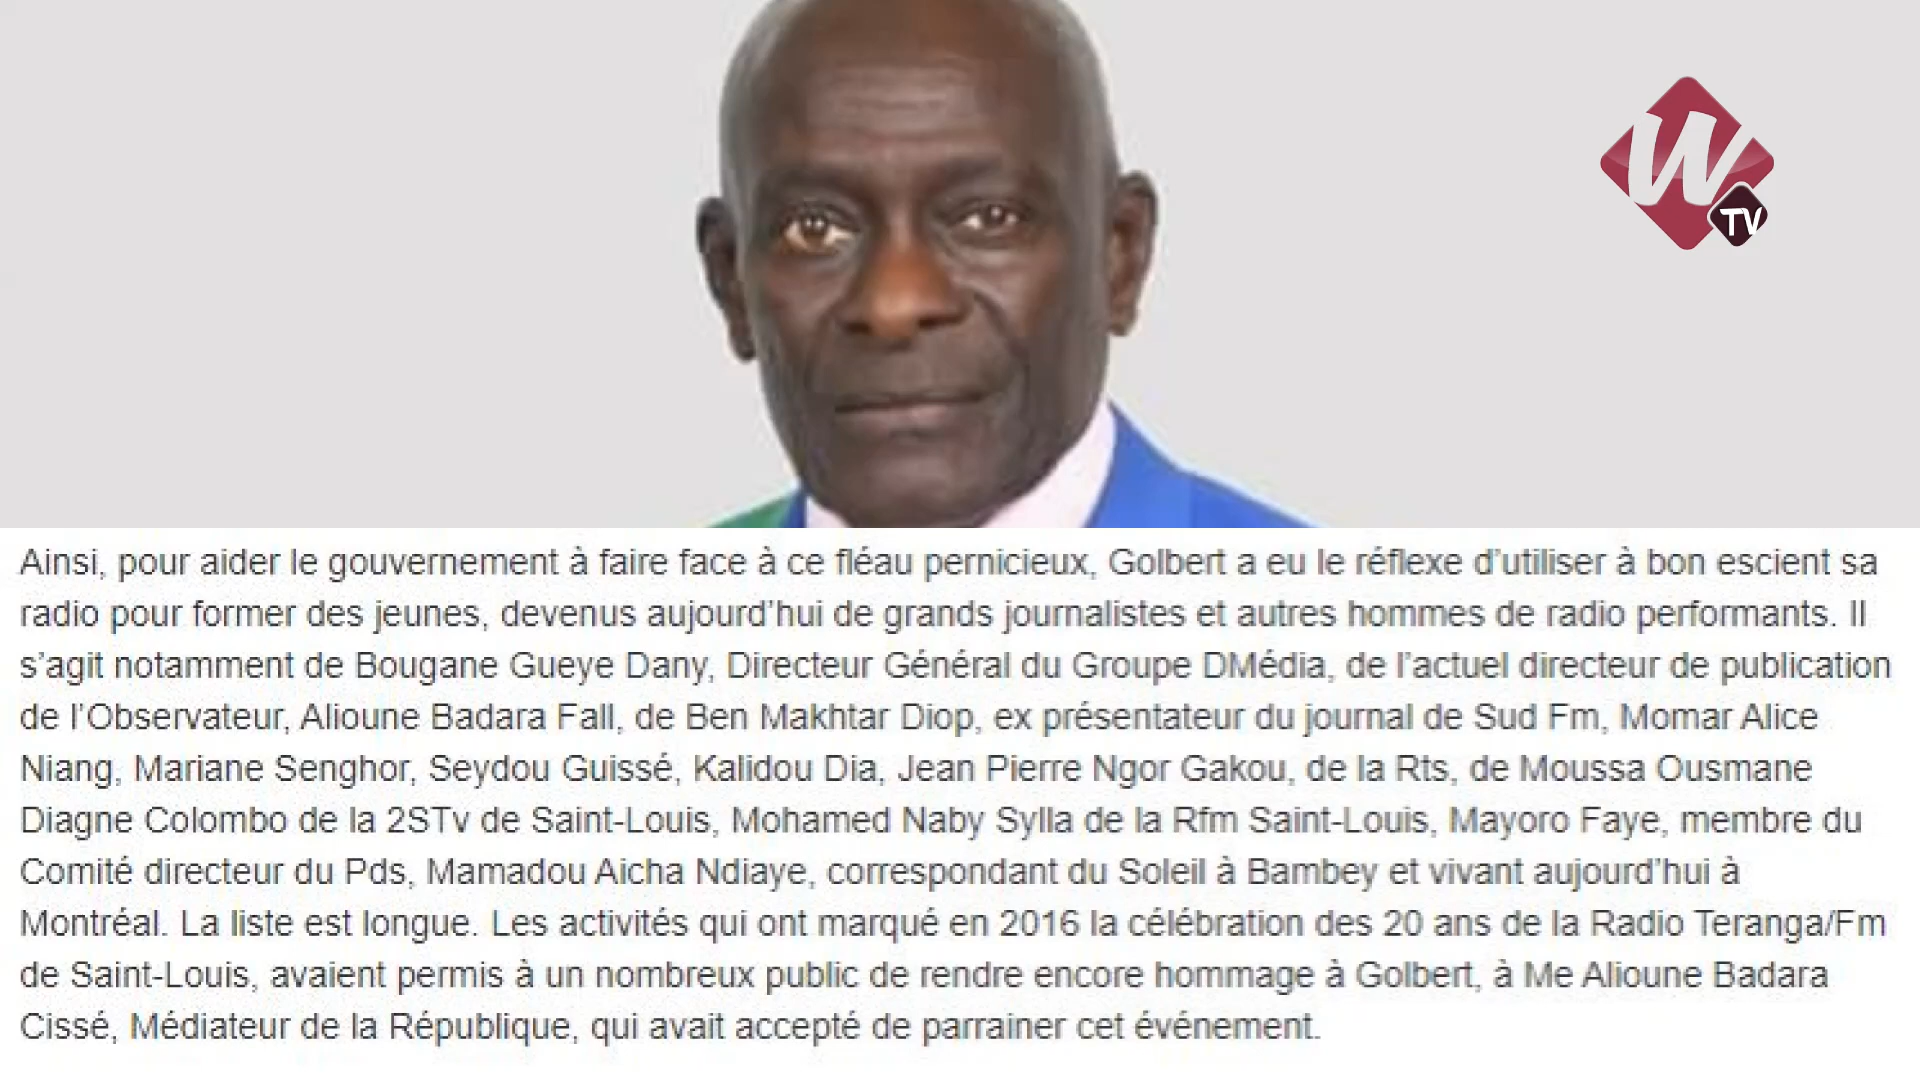 W
TV
Ainsi, pour aider le gouvernement à faire face à ce fléau pernicieux, Golbert a eu le réflexe d’utiliser à bon escient sa
radio pour former des jeunes, devenus aujourd’hui de grands journalistes et autres hommes de radio performants. Il
s’agit notamment de Bougane Gueye Dany, Directeur Général du Groupe DMédia, de l’actuel directeur de publication
de l’Observateur, Alioune Badara Fall, de Ben Makhtar Diop, ex présentateur du journal de Sud Fm, Momar Alice
Niang, Mariane Senghor, Seydou Guissé, Kalidou Dia, Jean Pierre Ngor Gakou, de la Rts, de Moussa Ousmane
Diagne Colombo de la 2STv de Saint-Louis, Mohamed Naby Sylla de la Rfm Saint-Louis, Mayoro Faye, membre du
Comité directeur du Pds, Mamadou Aicha Ndiaye, correspondant du Soleil à Bambey et vivant aujourd’hui à
Montréal. La liste est longue. Les activités qui ont marqué en 2016 la célébration des 20 ans de la Radio Teranga/Fm
de Saint-Louis, avaient permis à un nombreux public de rendre encore hommage à Golbert, à Me Alioune Badara
Cissé, Médiateur de la République, qui avait accepté de parrainer cet événement.